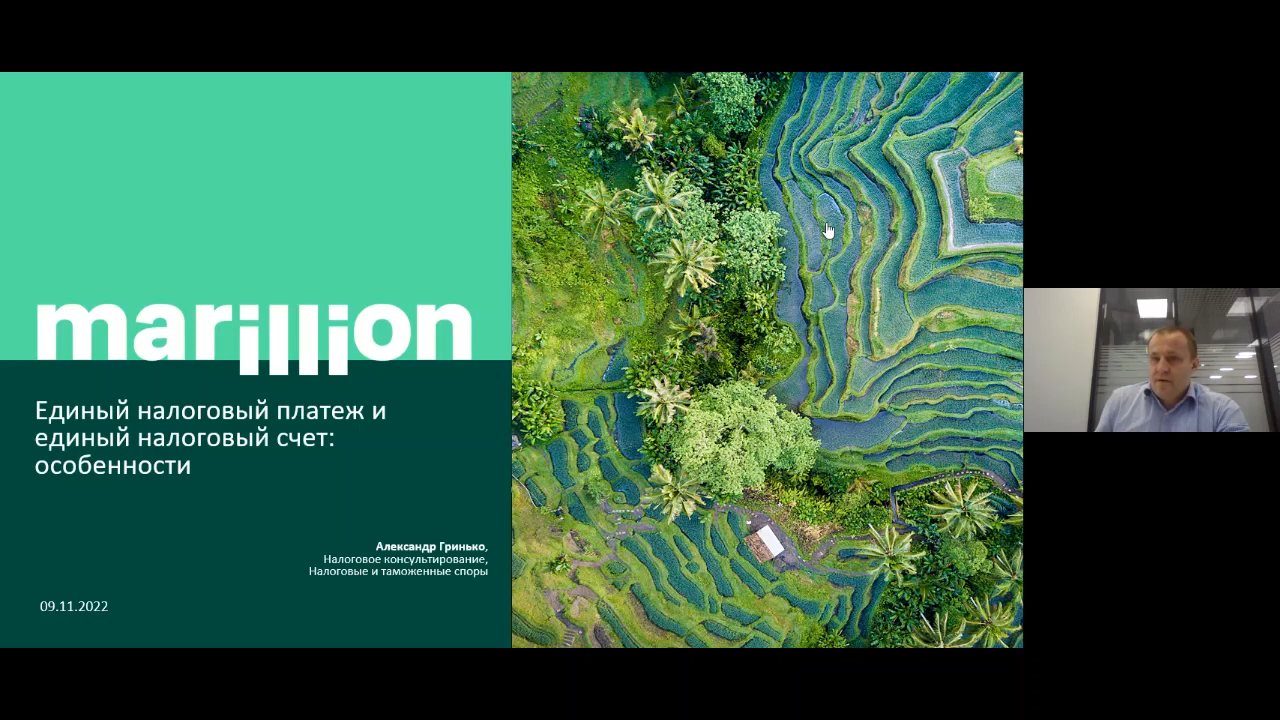 marillion
Единый налоговый платеж и
единый налоговый счет:
особенности
Александр Гринько,
Налоговое консультирование,
Налоговые и таможенные споры
09.11.2022